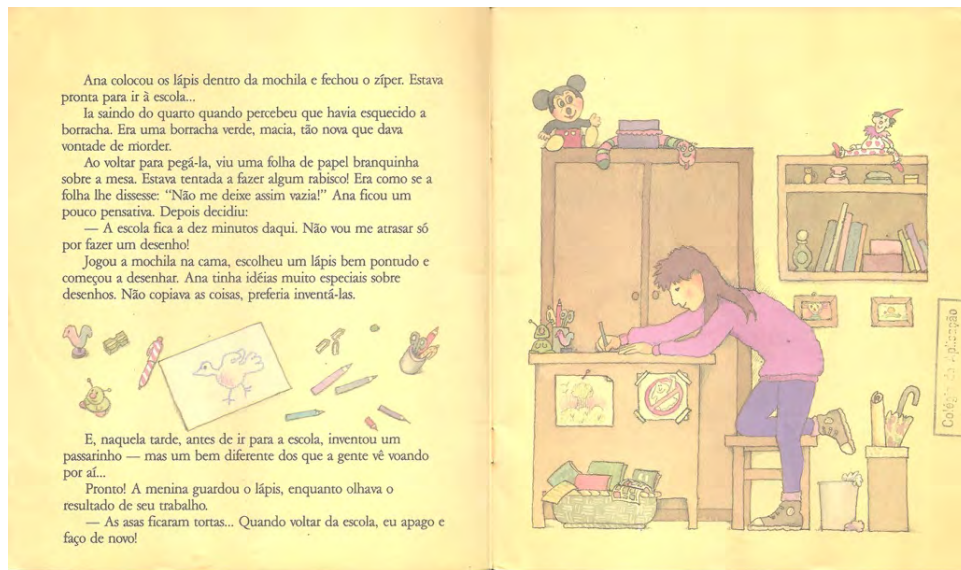 Ana colocou os lápis dentro da mochila e fechou o zíper. Estava
pronta para ir à escola...
Ia saindo do quarto quando percebeu que havia esquecido a
borracha. Era uma borracha verde, macia, tão nova que dava
vontade de morder.
Ao voltar para pegá-la, viu uma folha de papel branquinha
sobre a mesa. Estava tentada a fazer algum rabisco! Era como se a
folha lhe dissesse: “Não me deixe assim vazia!” Ana ficou um
pouco pensativa. Depois decidiu:
— A escola fica a dez minutos daqui. Não vou me atrasar só
por fazer um desenho!
Jogou a mochila na cama, escolheu um lápis bem pontudo e
começou a desenhar. Ana tinha idéias muito especiais sobre
desenhos. Não copiava as coisas, preferia inventá-las.
E, naquela tarde, antes de ir para a escola, inventou um
passarinho — mas um bem diferente dos que a gente vê voando
por aí...
Pronto! A menina guardou o lápis, enquanto olhava o
resultado de seu trabalho.
— As asas ficaram tortas... Quando voltar da escola, eu apago e
faço de novo!
Colégio de Aplicação